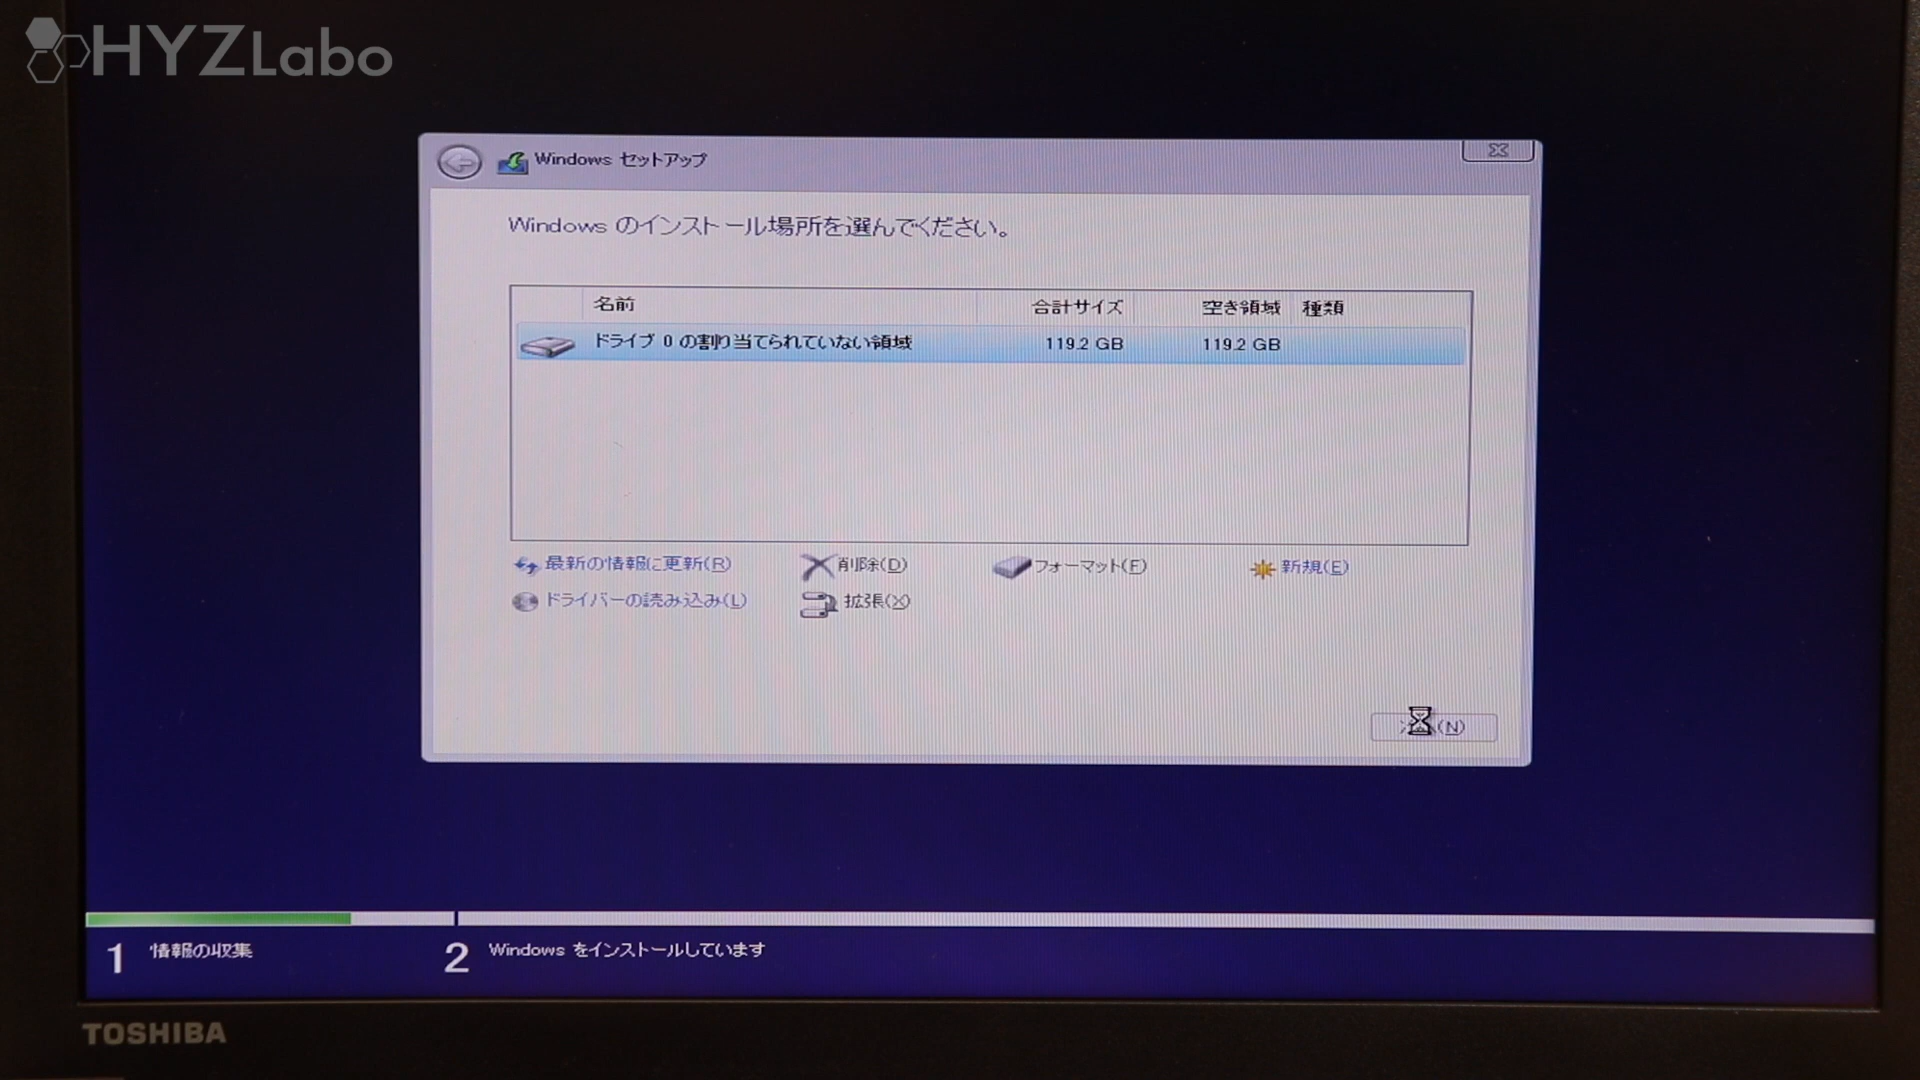 HYZLabo
Windows セットアップ
Windows のインストール場所を選んでください。
名前 合計サイズ 空き領域 種類
ドライブ 0 の割り当てられていない領域 119.2 GB 119.2 GB
最新の情報に更新(R) 削除(D) フォーマット(F) 新規(E)
ドライバーの読み込み(L) 拡張(X)
(N)
1 情報の収集 2 Windows をインストールしています
TOSHIBA